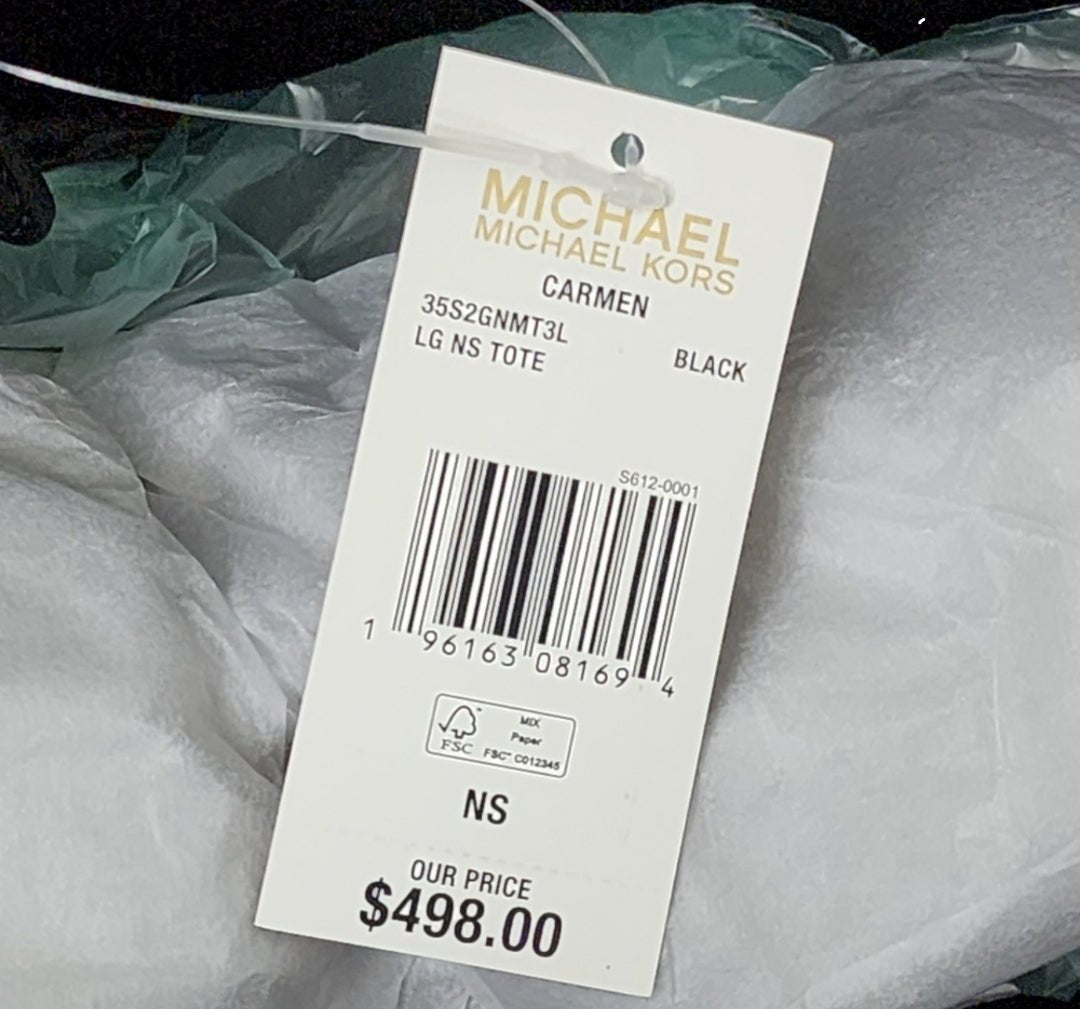 MICHAEL
MICHAEL KORS
CARMEN
35S2GNMT3L
LG NS TOTE BLACK
S612-0001
1 96163 08169 4
FSC
MIX
Paper
FSC™ C012345
NS
OUR PRICE
$498.00